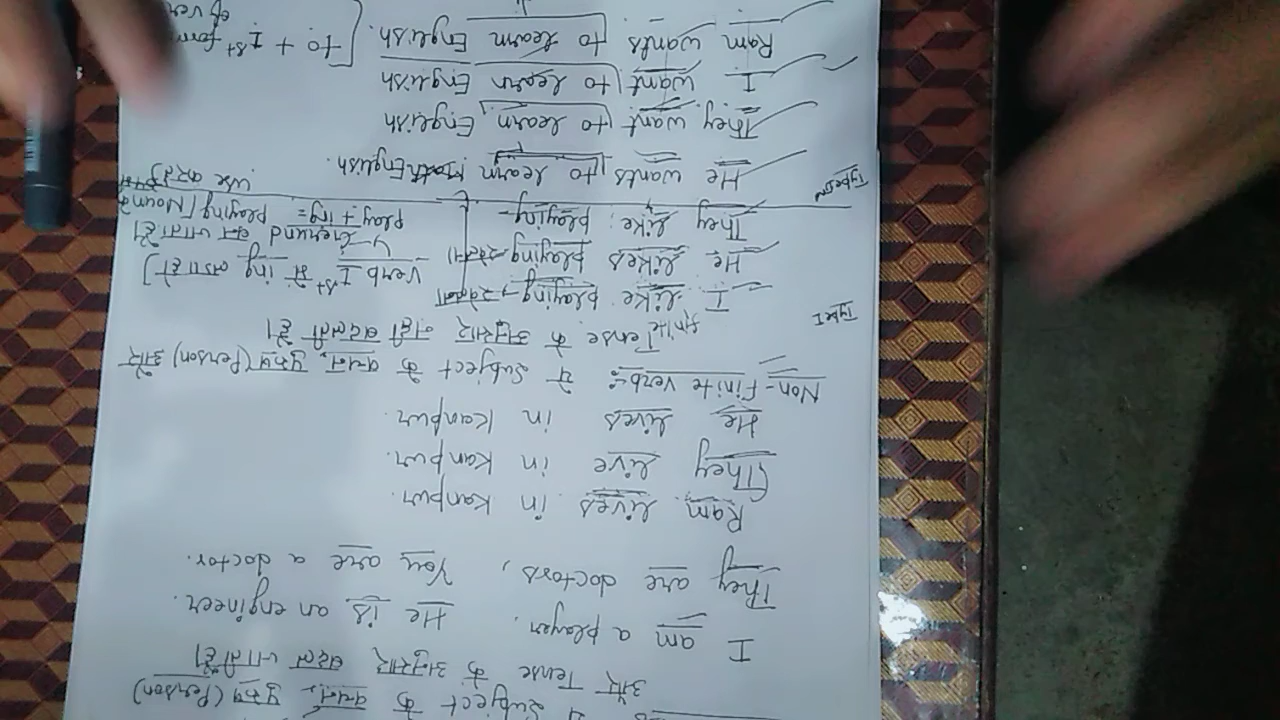 ये Subject के वचन, पुरुष (Person)
और Tense के अनुसार बदल जाती हैं।
I am a player. He is an engineer.
They are doctors, You are a doctor.
Ram lives in Kanpur.
They live in Kanpur.
He lives in Kanpur.
Non-Finite verb:- ये Subject के वचन, पुरुष (Person) और
Tense के अनुसार नहीं बदलती हैं।
Type I
I like playing → खेलना
He likes playing - खेलना
They like playing -
Verb Ist में ing लगा हो]
Gerund बन जाता है।
play + ing = playing [Noun
Type
He wants to learn English.
use
They want to learn English
I want to learn English
Ram wants to learn English.
[to + Ist form
of ver